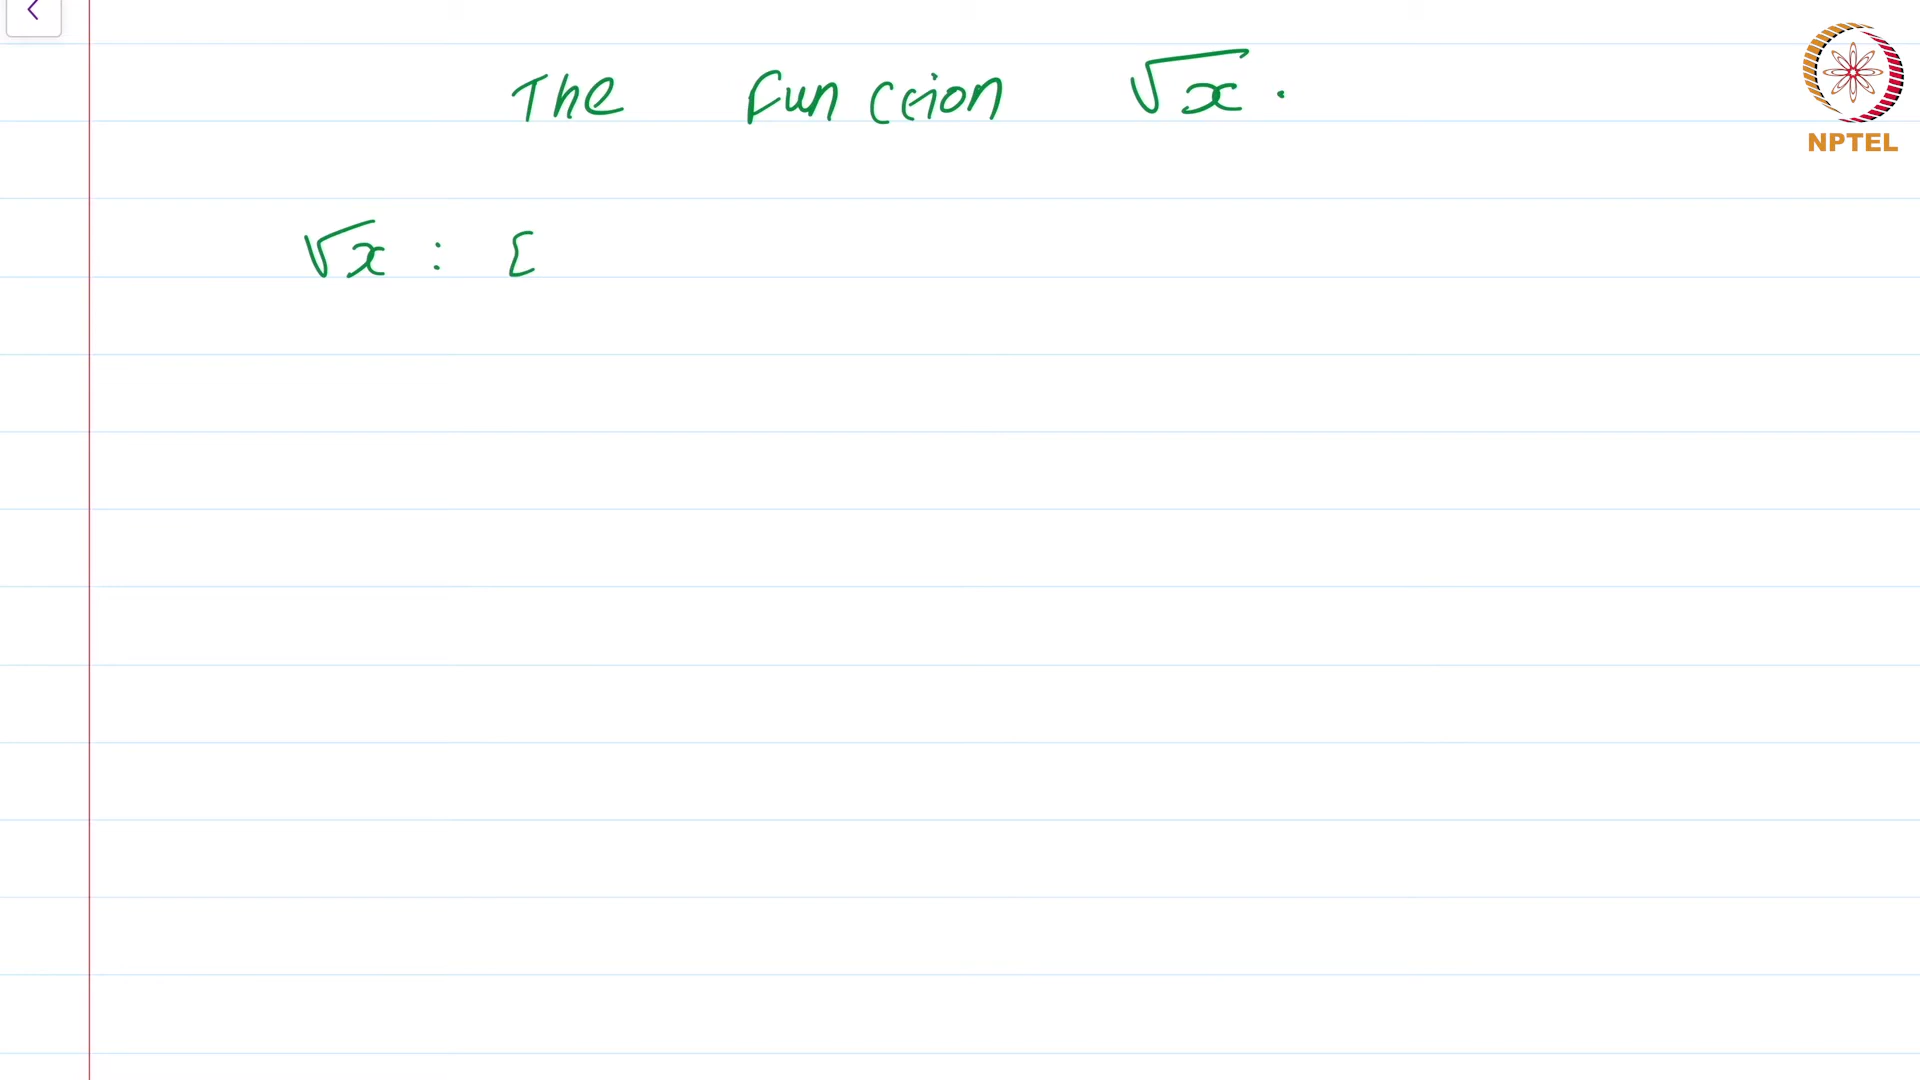 The function √x.
NPTEL
√x : [